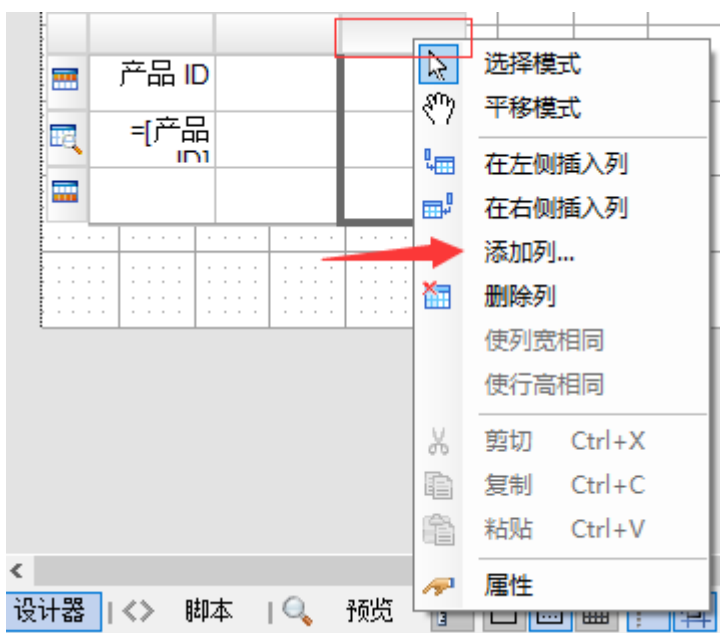 产品 ID
=[产品
ID]
选择模式
平移模式
在左侧插入列
在右侧插入列
添加列...
删除列
使列宽相同
使行高相同
剪切 Ctrl+X
复制 Ctrl+C
粘贴 Ctrl+V
属性
设计器 | <> 脚本 | 预览